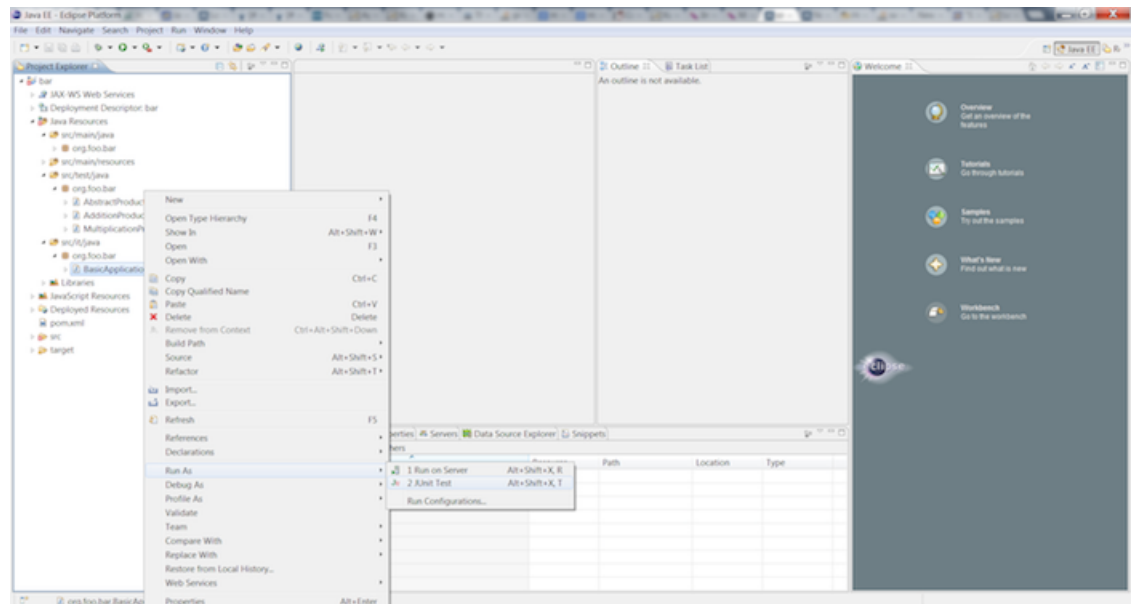 Java EE - Eclipse Platform
File Edit Navigate Search Project Run Window Help
Java EE
Project Explorer
Outline Task List
Welcome
An outline is not available.
bar
JAX-WS Web Services
Deployment Descriptor: bar
Java Resources
src/main/java
org.foo.bar
src/main/resources
src/test/java
org.foo.bar
AbstractProduc
AdditionProduc
MultiplicationP
src/it/java
org.foo.bar
BasicApplicatio
Libraries
JavaScript Resources
Deployed Resources
pom.xml
src
target
New
Open Type Hierarchy F4
Show In Alt+Shift+W
Open F3
Open With
Copy Ctrl+C
Copy Qualified Name
Paste Ctrl+V
Delete Delete
Remove from Context Ctrl+Alt+Shift+Down
Build Path
Source Alt+Shift+S
Refactor Alt+Shift+T
Import...
Export...
Refresh F5
References
Declarations
Run As
Debug As
Profile As
Validate
Team
Compare With
Replace With
Restore from Local History...
Web Services
Properties Alt+Enter
1 Run on Server Alt+Shift+X, R
2 JUnit Test Alt+Shift+X, T
Run Configurations...
perties Servers Data Source Explorer Snippets
hers
Path Location Type
Overview
Get an overview of the
features
Tutorials
Go through tutorials
Samples
Try out the samples
What's New
Find out what is new
Workbench
Go to the workbench
eclipse
org.foo.bar.BasicAp